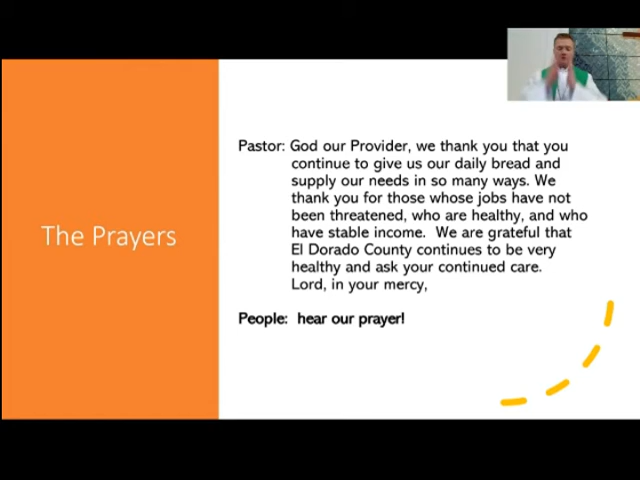 The Prayers
Pastor: God our Provider, we thank you that you
continue to give us our daily bread and
supply our needs in so many ways. We
thank you for those whose jobs have not
been threatened, who are healthy, and who
have stable income. We are grateful that
El Dorado County continues to be very
healthy and ask your continued care.
Lord, in your mercy,
People: hear our prayer!